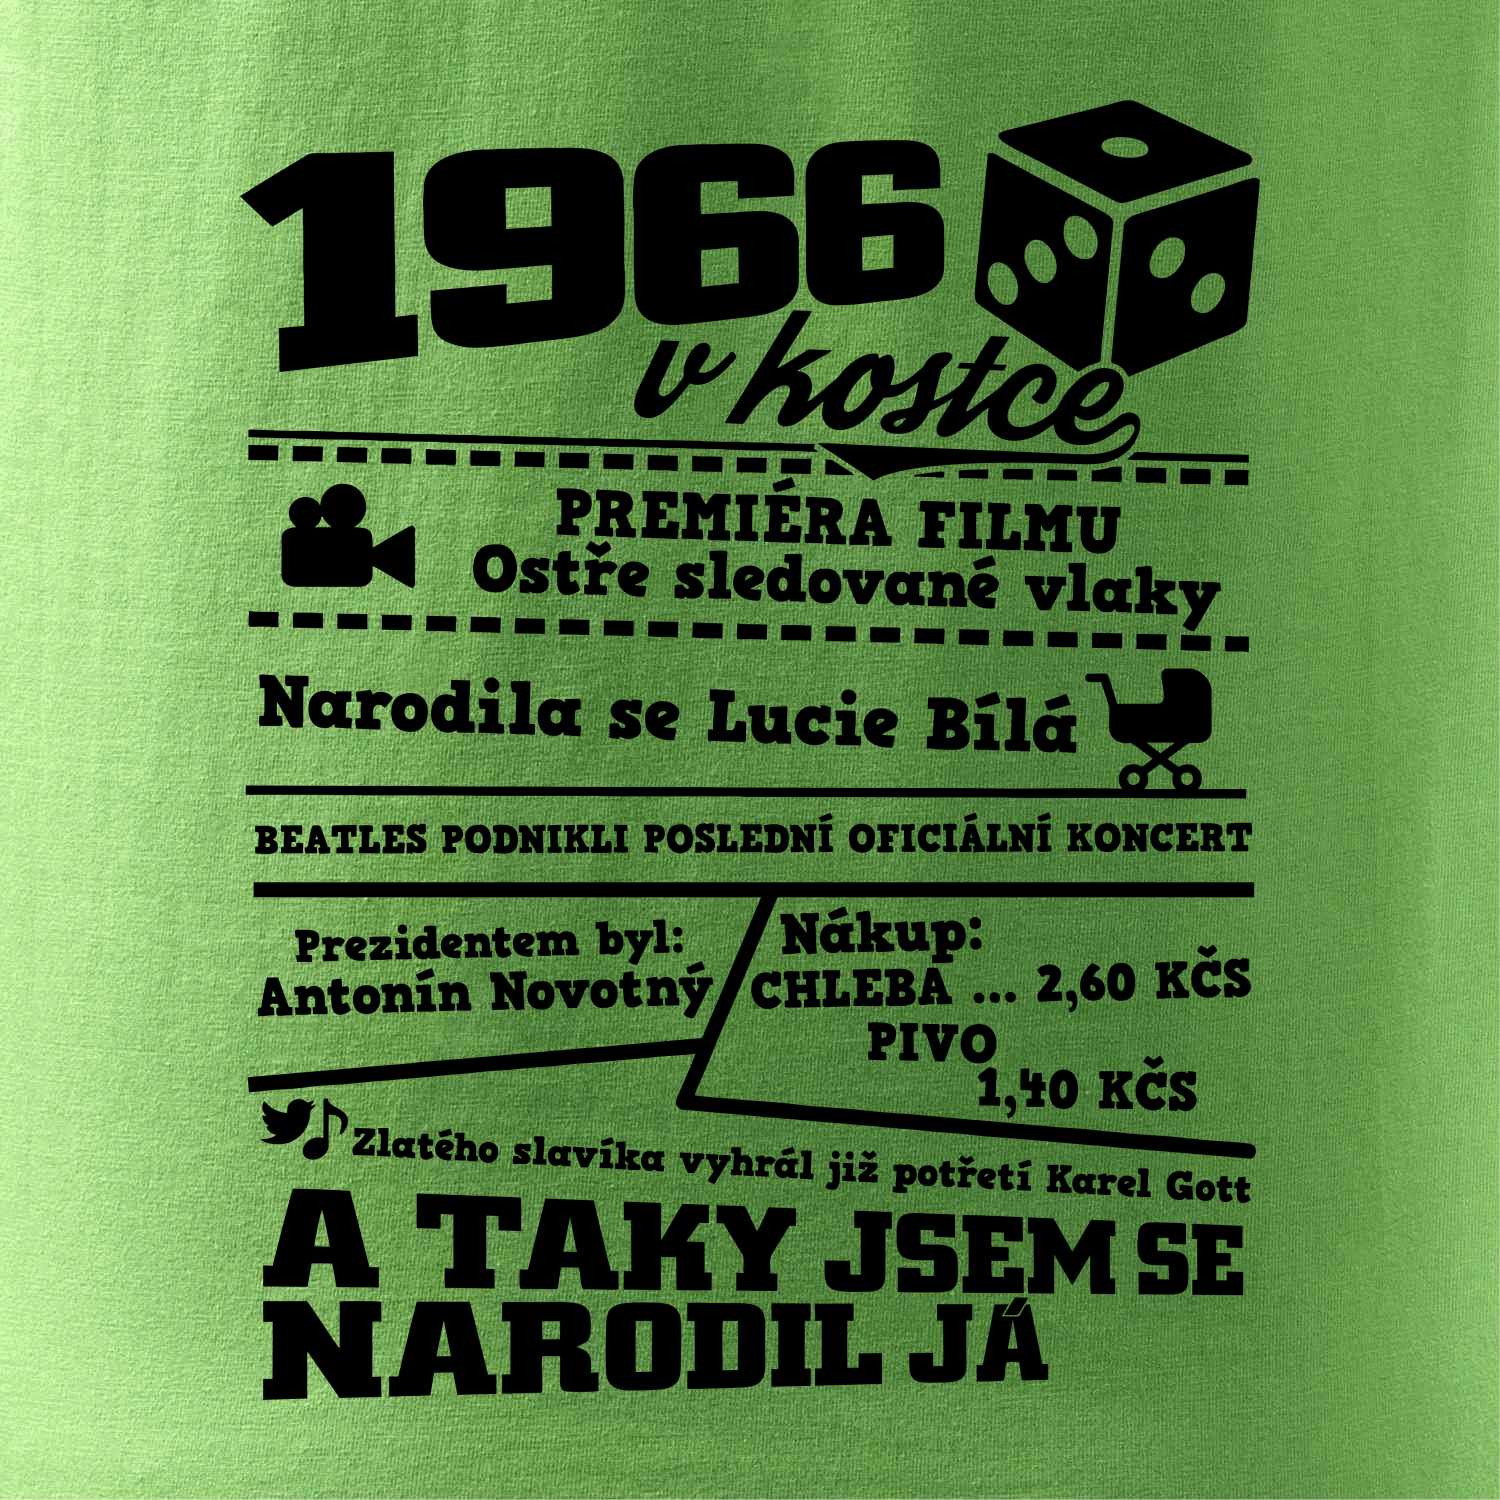 1966
v kostce
PREMIÉRA FILMU
Ostře sledované vlaky
Narodila se Lucie Bílá
BEATLES PODNIKLI POSLEDNÍ OFICIÁLNÍ KONCERT
Prezidentem byl:
Antonín Novotný
Nákup:
CHLEBA ... 2,60 KČS
PIVO
1,40 KČS
Zlatého slavíka vyhrál již potřetí Karel Gott
A TAKY JSEM SE
NARODIL JÁ